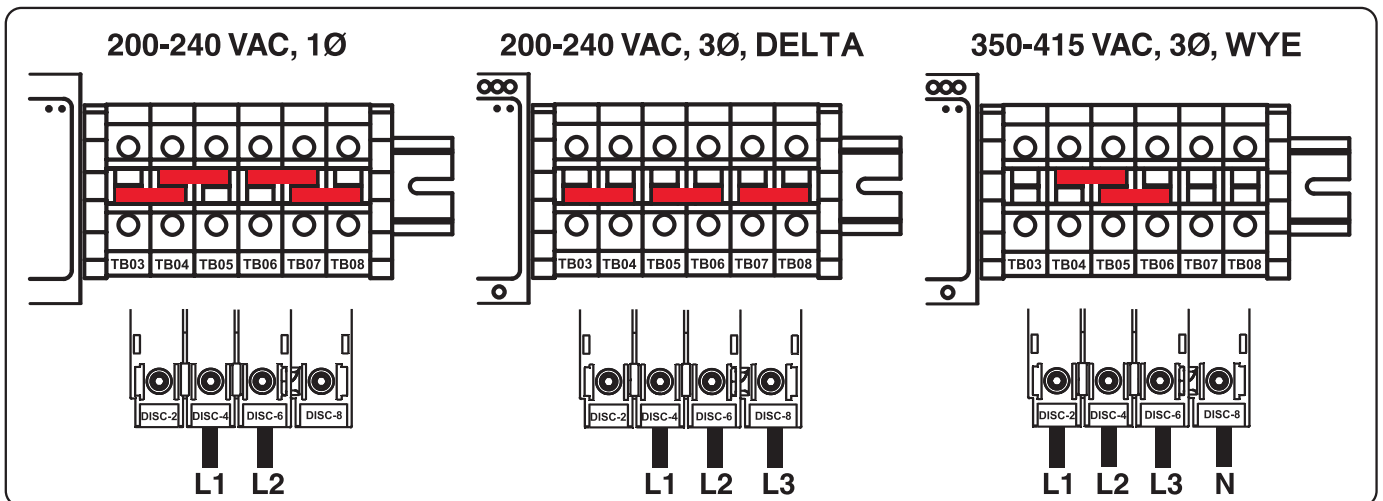 200-240 VAC, 1Ø
TB03 TB04 TB05 TB06 TB07 TB08
DISC-2 DISC-4 DISC-6 DISC-8
L1 L2
200-240 VAC, 3Ø, DELTA
TB03 TB04 TB05 TB06 TB07 TB08
DISC-2 DISC-4 DISC-6 DISC-8
L1 L2 L3
350-415 VAC, 3Ø, WYE
TB03 TB04 TB05 TB06 TB07 TB08
DISC-2 DISC-4 DISC-6 DISC-8
L1 L2 L3 N